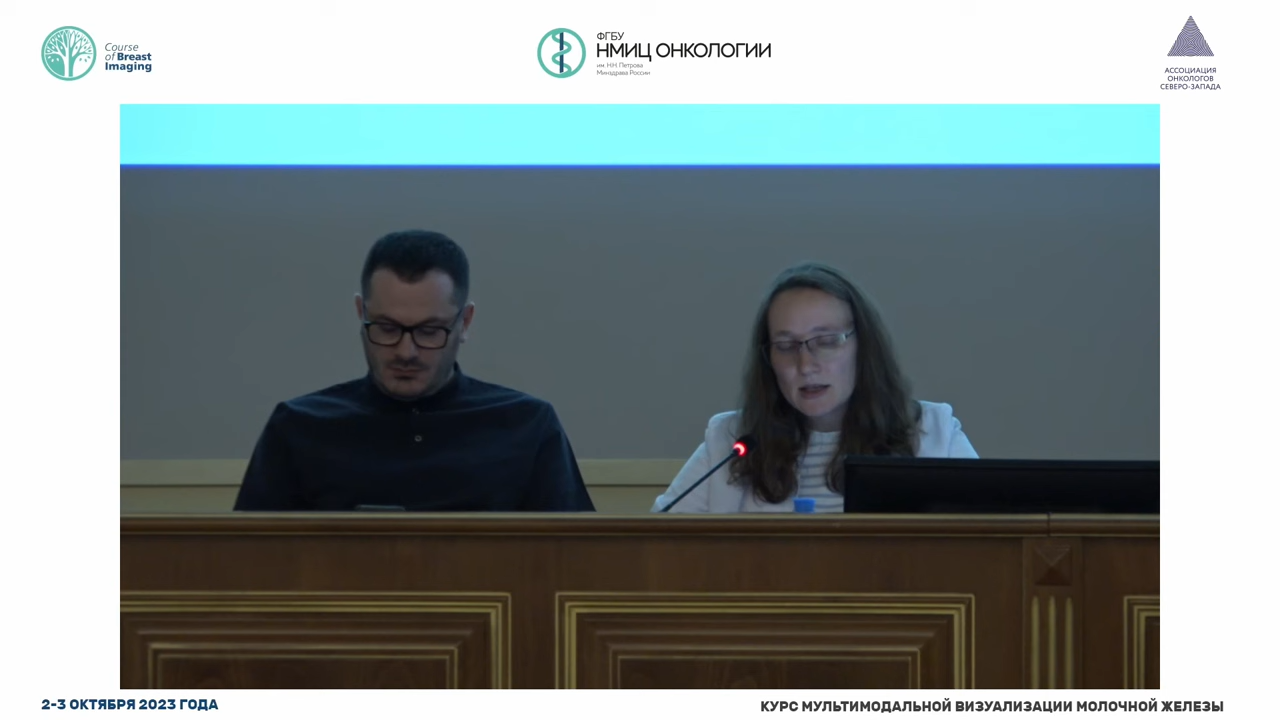 Course
of Breast
Imaging
ФГБУ
НМИЦ ОНКОЛОГИИ
им. Н.Н. Петрова
Минздрава России
АССОЦИАЦИЯ
ОНКОЛОГОВ
СЕВЕРО-ЗАПАДА
2-3 ОКТЯБРЯ 2023 ГОДА
КУРС МУЛЬТИМОДАЛЬНОЙ ВИЗУАЛИЗАЦИИ МОЛОЧНОЙ ЖЕЛЕЗЫ